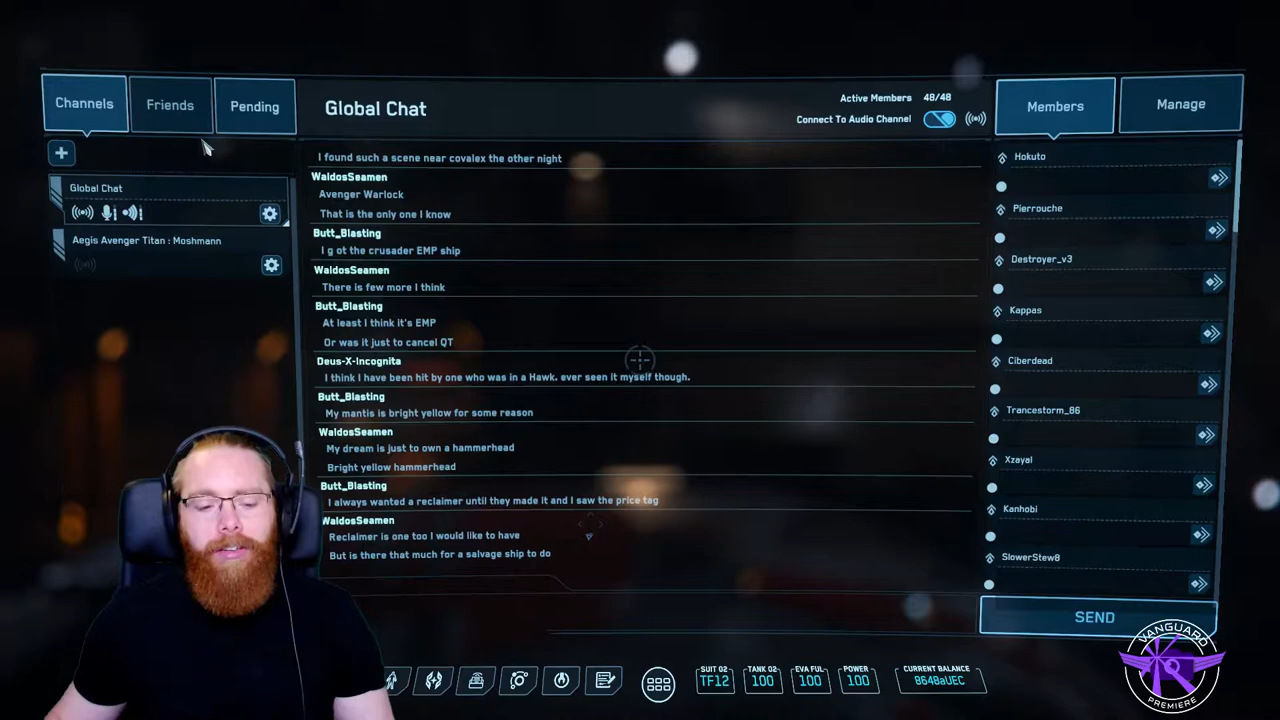 Channels
Friends
Pending
Global Chat
Active Members 48/48
Connect To Audio Channel
Members
Manage
Global Chat
Aegis Avenger Titan : Moshmann
I found such a scene near covalex the other night
WaldosSeamen
Avenger Warlock
That is the only one I know
Butt_Blasting
I g ot the crusader EMP ship
WaldosSeamen
There is few more I think
Butt_Blasting
At least I think it's EMP
Or was it just to cancel QT
Deus-X-Incognita
I think I have been hit by one who was in a Hawk. ever seen it myself though.
Butt_Blasting
My mantis is bright yellow for some reason
WaldosSeamen
My dream is just to own a hammerhead
Bright yellow hammerhead
Butt_Blasting
I always wanted a reclaimer until they made it and I saw the price tag
WaldosSeamen
Reclaimer is one too I would like to have
But is there that much for a salvage ship to do
Hokuto
Pierrouche
Destroyer_v3
Kappas
Ciberdead
Trancestorm_86
Xzayal
Kanhobi
SlowerStew8
SEND
SUIT O2
TF12
TANK O2
100
EVA FUL
100
POWER
100
CURRENT BALANCE
8648aUEC
VANGUARD
PREMIERE